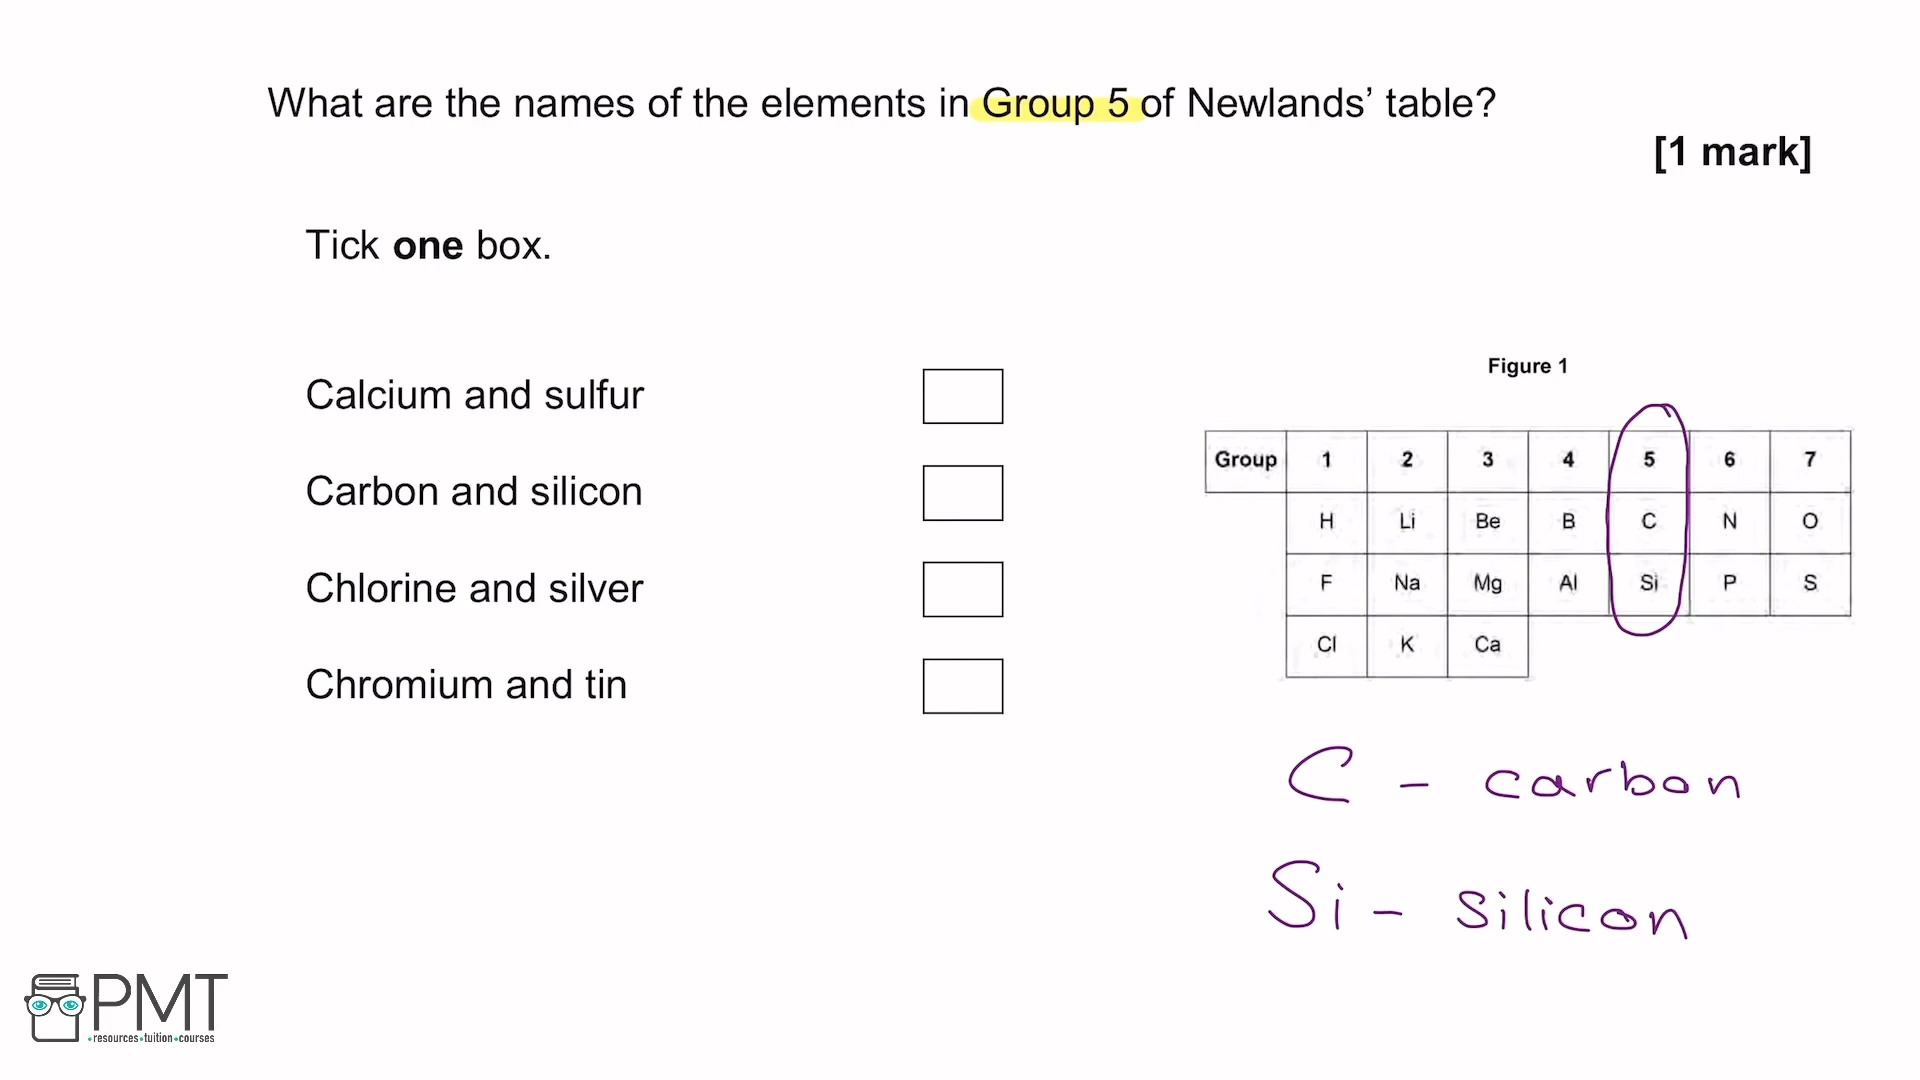 What are the names of the elements in Group 5 of Newlands’ table?
[1 mark]
Tick one box.
Calcium and sulfur
Carbon and silicon
Chlorine and silver
Chromium and tin
Figure 1
Group 1 2 3 4 5 6 7
H Li Be B C N O
F Na Mg Al Si P S
Cl K Ca
C - carbon
Si - silicon
PMT
•resources•tuition•courses